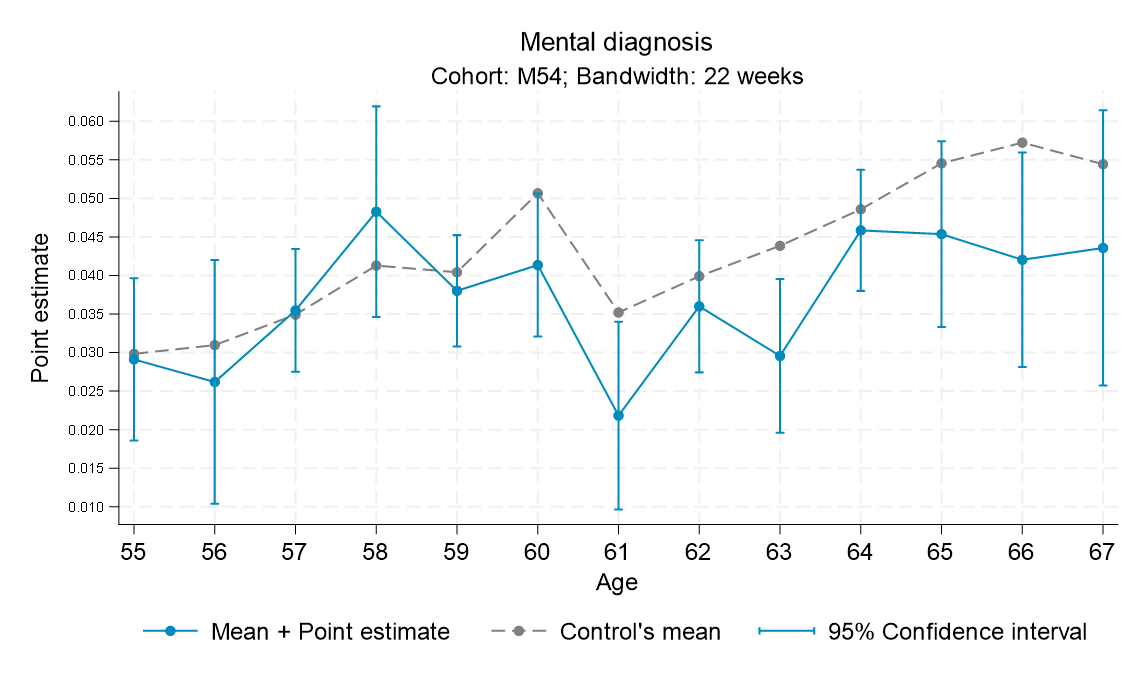 Mental diagnosis
Cohort: M54; Bandwidth: 22 weeks
Point estimate
0.060
0.055
0.050
0.045
0.040
0.035
0.030
0.025
0.020
0.015
0.010
55 56 57 58 59 60 61 62 63 64 65 66 67
Age
Mean + Point estimate Control's mean 95% Confidence interval